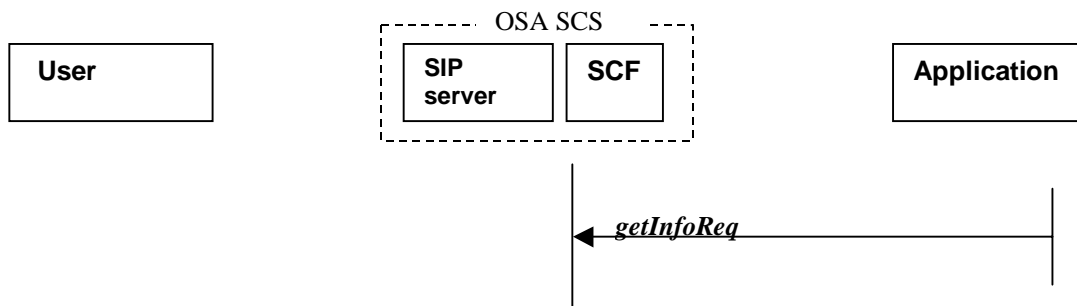 OSA SCS
User
SIP
server
SCF
Application
getInfoReq